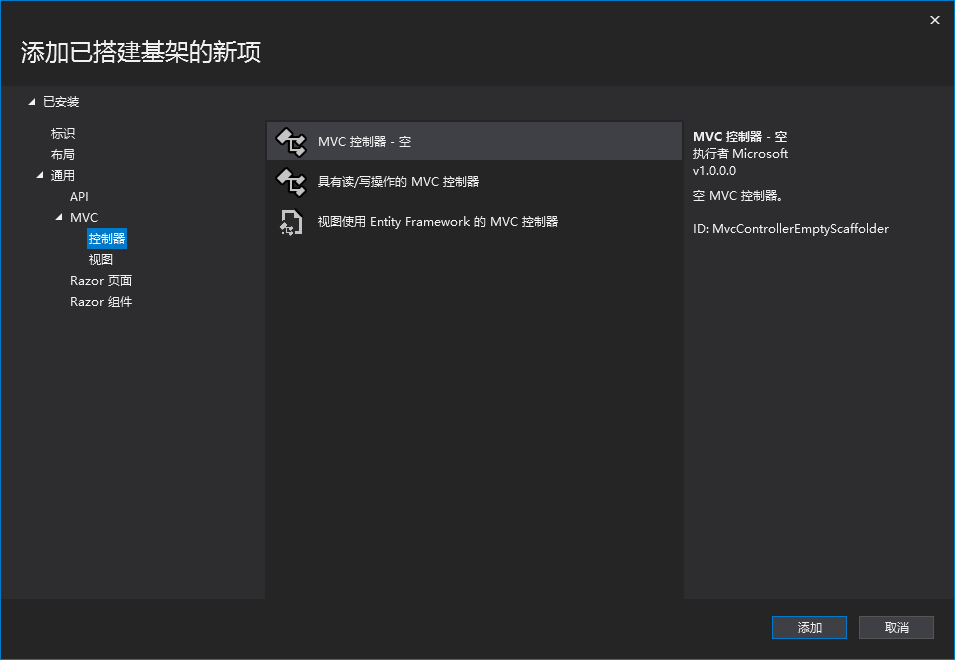 添加已搭建基架的新项
已安装
标识
布局
通用
API
MVC
控制器
视图
Razor 页面
Razor 组件
MVC 控制器 - 空
具有读/写操作的 MVC 控制器
视图使用 Entity Framework 的 MVC 控制器
MVC 控制器 - 空
执行者 Microsoft
v1.0.0.0
空 MVC 控制器。
ID: MvcControllerEmptyScaffolder
添加
取消